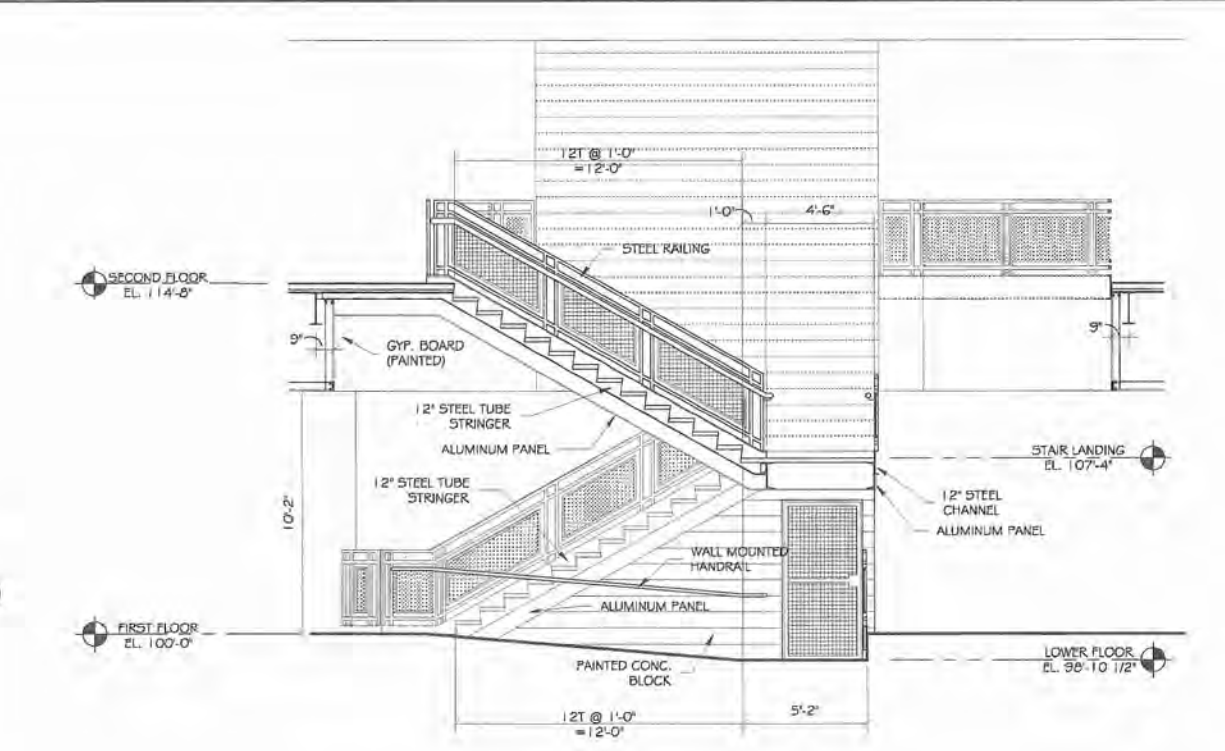 12T @ 1'-0"
=12'-0"
1'-0"
4'-6"
STEEL RAILING
SECOND FLOOR
EL. 114'-8"
9"
GYP. BOARD
(PAINTED)
9"
12" STEEL TUBE
STRINGER
ALUMINUM PANEL
STAIR LANDING
EL. 107'-4"
12" STEEL TUBE
STRINGER
12" STEEL
CHANNEL
ALUMINUM PANEL
10'-2"
WALL MOUNTED
HANDRAIL
ALUMINUM PANEL
FIRST FLOOR
EL. 100'-0"
PAINTED CONC.
BLOCK
LOWER FLOOR
EL. 98'-10 1/2"
12T @ 1'-0"
=12'-0"
5'-2"